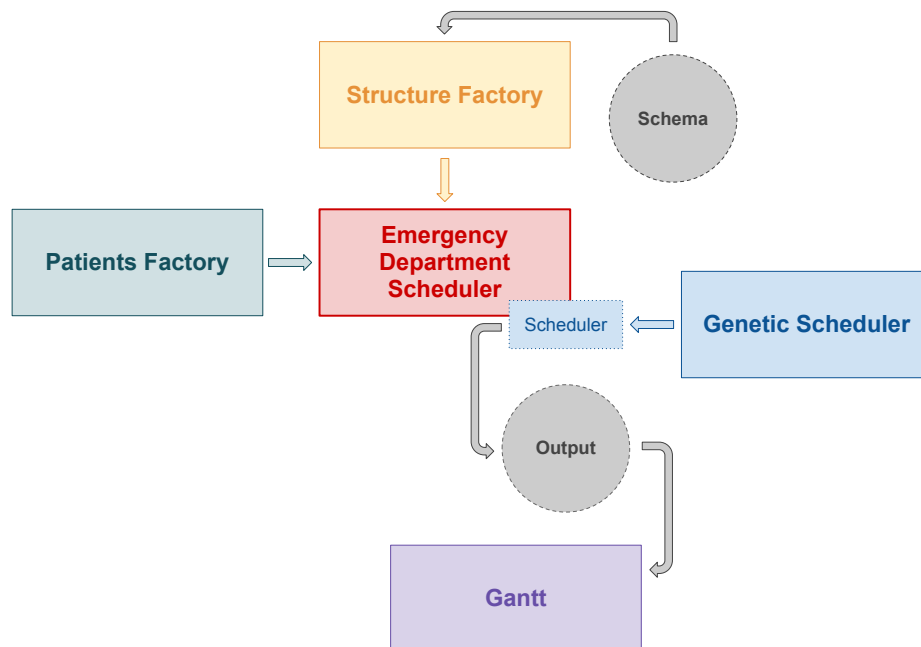 Structure Factory
Schema
Patients Factory
Emergency
Department
Scheduler
Scheduler
Genetic Scheduler
Output
Gantt